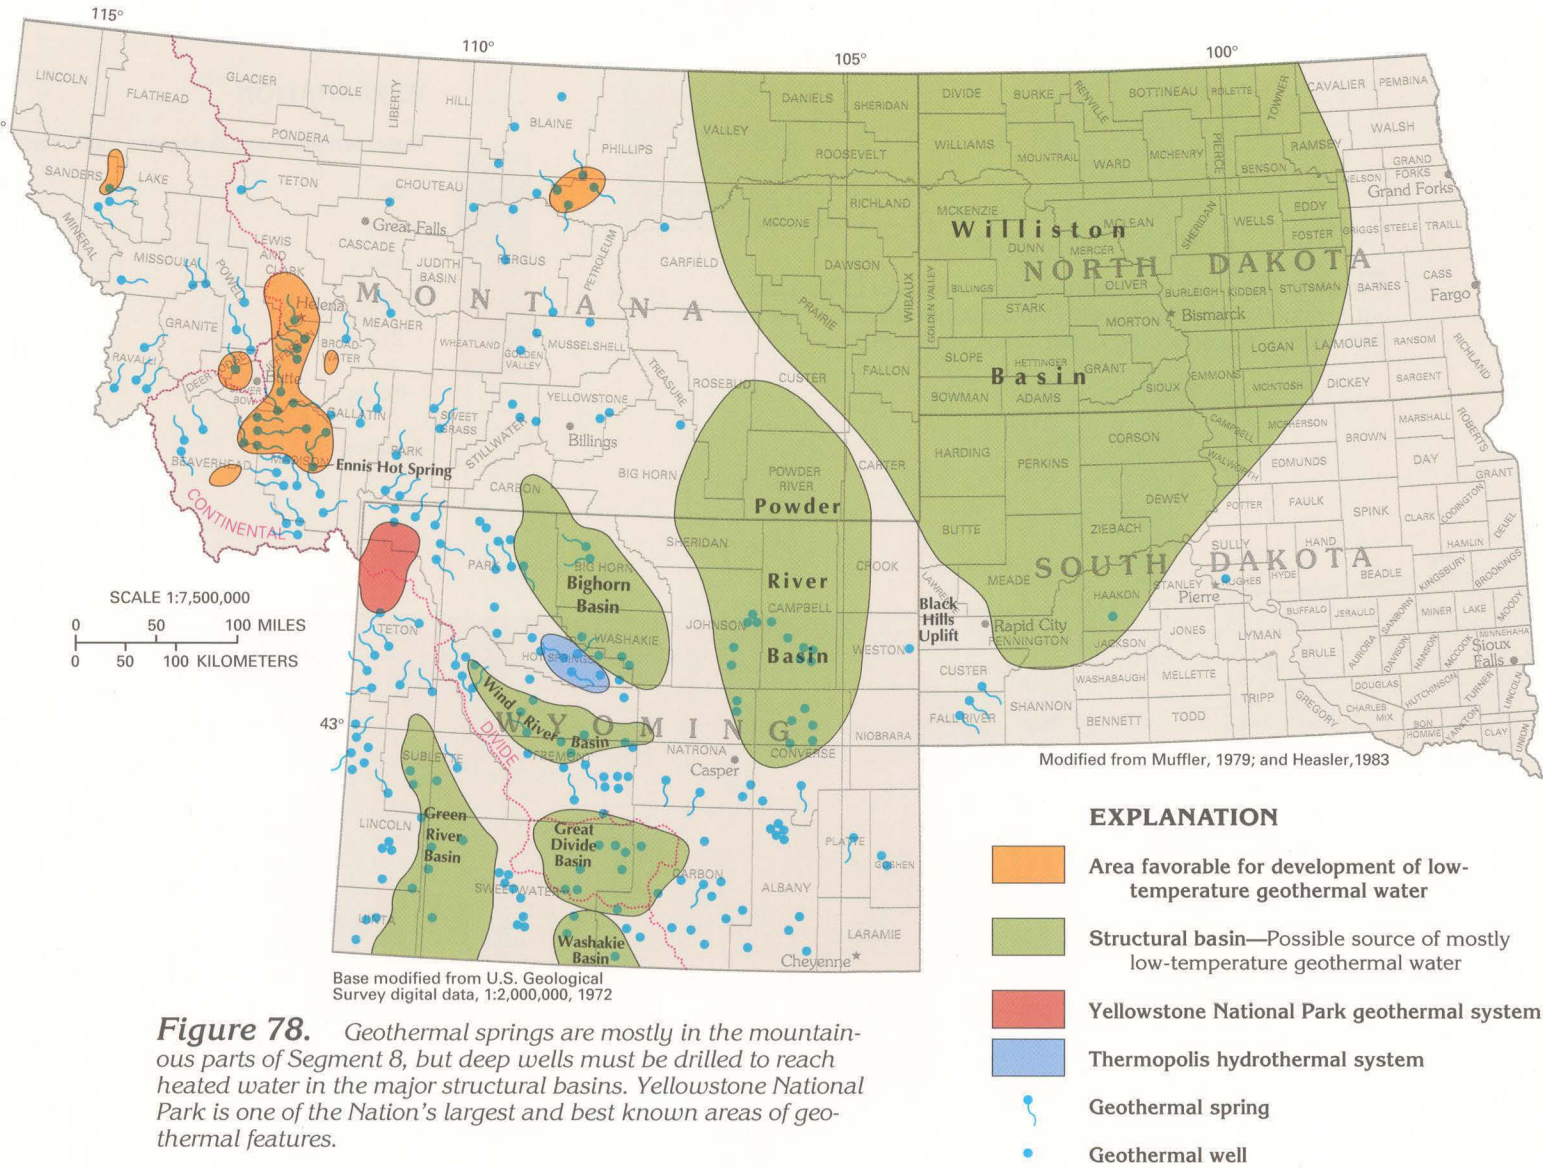 115°
110°
105°
100°
LINCOLN
FLATHEAD
GLACIER
TOOLE
LIBERTY
HILL
BLAINE
PHILLIPS
VALLEY
DANIELS
SHERIDAN
ROOSEVELT
DIVIDE
BURKE
RENVILLE
BOTTINEAU
ROLETTE
TOWNER
CAVALIER
PEMBINA
PONDERA
WILLIAMS
MOUNTRAIL
WARD
MCHENRY
PIERCE
BENSON
RAMSEY
WALSH
SANDERS
LAKE
TETON
CHOUTEAU
RICHLAND
MCKENZIE
NELSON
GRAND
FORKS
Grand Forks
MINERAL
Great Falls
CASCADE
MCCONE
Williston
DUNN
MERCER
MCLEAN
SHERIDAN
WELLS
EDDY
FOSTER
GRIGGS
STEELE
TRAILL
MISSOULA
POWELL
LEWIS
AND
CLARK
JUDITH
BASIN
FERGUS
PETROLEUM
GARFIELD
DAWSON
WIBAUX
GOLDEN VALLEY
BILLINGS
NORTH DAKOTA
OLIVER
BURLEIGH
KIDDER
STUTSMAN
BARNES
CASS
Fargo
MONTANA
Helena
MEAGHER
PRAIRIE
STARK
MORTON
Bismarck
GRANITE
RAVALLI
DEER LODGE
JEFFERSON
BROAD-
WATER
WHEATLAND
GOLDEN
VALLEY
MUSSELSHELL
TREASURE
ROSEBUD
CUSTER
FALLON
SLOPE
HETTINGER
GRANT
Basin
BOWMAN
ADAMS
SIOUX
EMMONS
LOGAN
LA MOURE
RANSOM
RICHLAND
MCINTOSH
DICKEY
SARGENT
Butte
SILVER
BOW
GALLATIN
SWEET
GRASS
STILLWATER
YELLOWSTONE
Billings
PARK
BEAVERHEAD
MADISON
Ennis Hot Spring
BIG HORN
CARBON
POWDER
RIVER
CARTER
HARDING
PERKINS
CORSON
CAMPBELL
MCPHERSON
WALWORTH
EDMUNDS
BROWN
MARSHALL
ROBERTS
DAY
GRANT
CONTINENTAL
Powder
DEWEY
POTTER
FAULK
SPINK
CLARK
CODINGTON
DEUEL
HAMLIN
BUTTE
ZIEBACH
SULLY
HAND
SOUTH DAKOTA
SHERIDAN
PARK
BIG HORN
Bighorn
Basin
River
CAMPBELL
CROOK
LAWRENCE
MEADE
STANLEY
HUGHES
HYDE
BEADLE
KINGSBURY
BROOKINGS
Pierre
HAAKON
SCALE 1:7,500,000
0 50 100 MILES
0 50 100 KILOMETERS
TETON
Black
Hills
Uplift
Rapid City
PENNINGTON
JACKSON
JONES
LYMAN
BUFFALO
JERAULD
SANBORN
MINER
LAKE
MOODY
JOHNSON
WASHAKIE
HOT SPRINGS
Basin
WESTON
CUSTER
BRULE
AURORA
DAVISON
HANSON
MCCOOK
MINNEHAHA
Sioux
Falls
WASHABAUGH
MELLETTE
TRIPP
GREGORY
DOUGLAS
HUTCHINSON
TURNER
LINCOLN
CHARLES
MIX
BON
HOMME
YANKTON
CLAY
UNION
FALL RIVER
SHANNON
BENNETT
TODD
43°
DIVIDE
Wind River Basin
WYOMING
FREMONT
NATRONA
Casper
CONVERSE
NIOBRARA
Modified from Muffler, 1979; and Heasler,1983
SUBLETTE
LINCOLN
Green
River
Basin
Great
Divide
Basin
SWEETWATER
CARBON
ALBANY
PLATTE
GOSHEN
UINTA
Washakie
Basin
LARAMIE
Cheyenne
Base modified from U.S. Geological
Survey digital data, 1:2,000,000, 1972
EXPLANATION
Area favorable for development of low-
temperature geothermal water
Structural basin—Possible source of mostly
low-temperature geothermal water
Yellowstone National Park geothermal system
Thermopolis hydrothermal system
Geothermal spring
Geothermal well
Figure 78. Geothermal springs are mostly in the mountain-
ous parts of Segment 8, but deep wells must be drilled to reach
heated water in the major structural basins. Yellowstone National
Park is one of the Nation's largest and best known areas of geo-
thermal features.